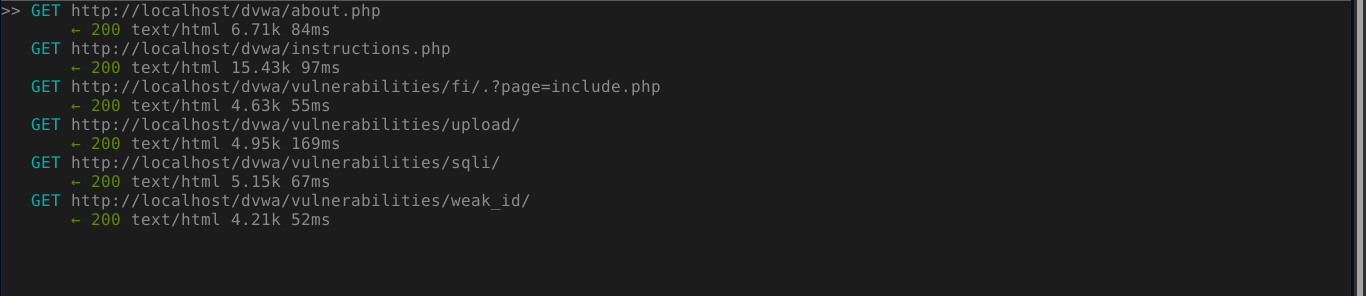 >> GET http://localhost/dvwa/about.php
← 200 text/html 6.71k 84ms
GET http://localhost/dvwa/instructions.php
← 200 text/html 15.43k 97ms
GET http://localhost/dvwa/vulnerabilities/fi/.?page=include.php
← 200 text/html 4.63k 55ms
GET http://localhost/dvwa/vulnerabilities/upload/
← 200 text/html 4.95k 169ms
GET http://localhost/dvwa/vulnerabilities/sqli/
← 200 text/html 5.15k 67ms
GET http://localhost/dvwa/vulnerabilities/weak_id/
← 200 text/html 4.21k 52ms